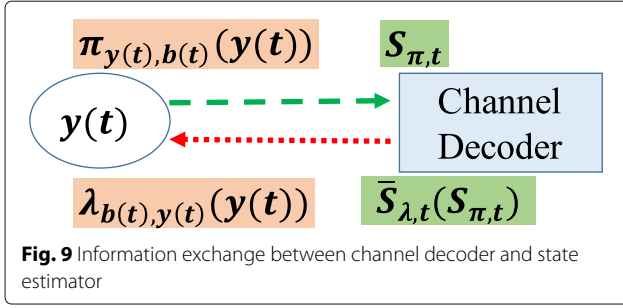 π_{y(t),b(t)}(y(t)) S_{π,t}
y(t)
Channel
Decoder
λ_{b(t),y(t)}(y(t)) S̄_{λ,t}(S_{π,t})
Fig. 9 Information exchange between channel decoder and state
estimator